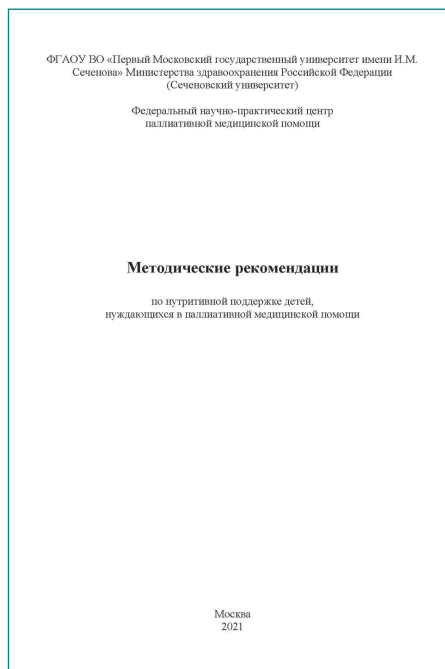 ФГАОУ ВО «Первый Московский государственный университет имени И.М.
Сеченова» Министерства здравоохранения Российской Федерации
(Сеченовский университет)
Федеральный научно-практический центр
паллиативной медицинской помощи
Методические рекомендации
по нутритивной поддержке детей,
нуждающихся в паллиативной медицинской помощи
Москва
2021